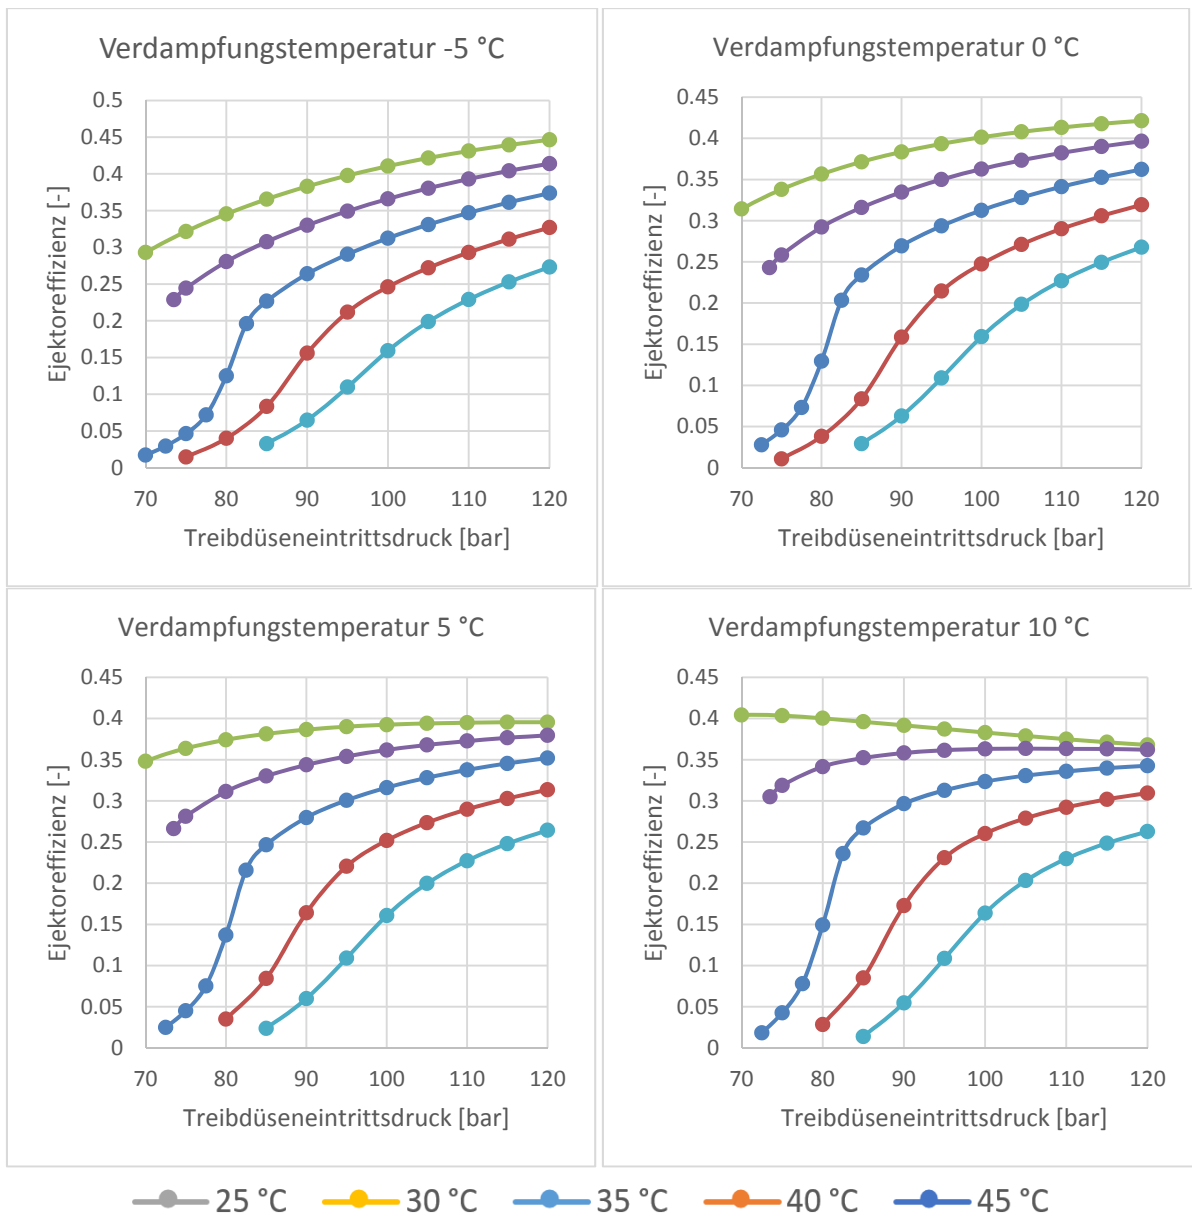 Verdampfungstemperatur -5 °C
0.5
0.45
0.4
0.35
0.3
0.25
0.2
0.15
0.1
0.05
0
Ejektoreffizienz [-]
70 80 90 100 110 120
Treibdüseneintrittsdruck [bar]
Verdampfungstemperatur 0 °C
0.45
0.4
0.35
0.3
0.25
0.2
0.15
0.1
0.05
0
Ejektoreffizienz [-]
70 80 90 100 110 120
Treibdüseneintrittsdruck [bar]
Verdampfungstemperatur 5 °C
0.45
0.4
0.35
0.3
0.25
0.2
0.15
0.1
0.05
0
Ejektoreffizienz [-]
70 80 90 100 110 120
Treibdüseneintrittsdruck [bar]
Verdampfungstemperatur 10 °C
0.45
0.4
0.35
0.3
0.25
0.2
0.15
0.1
0.05
0
Ejektoreffizienz [-]
70 80 90 100 110 120
Treibdüseneintrittsdruck [bar]
25 °C 30 °C 35 °C 40 °C 45 °C